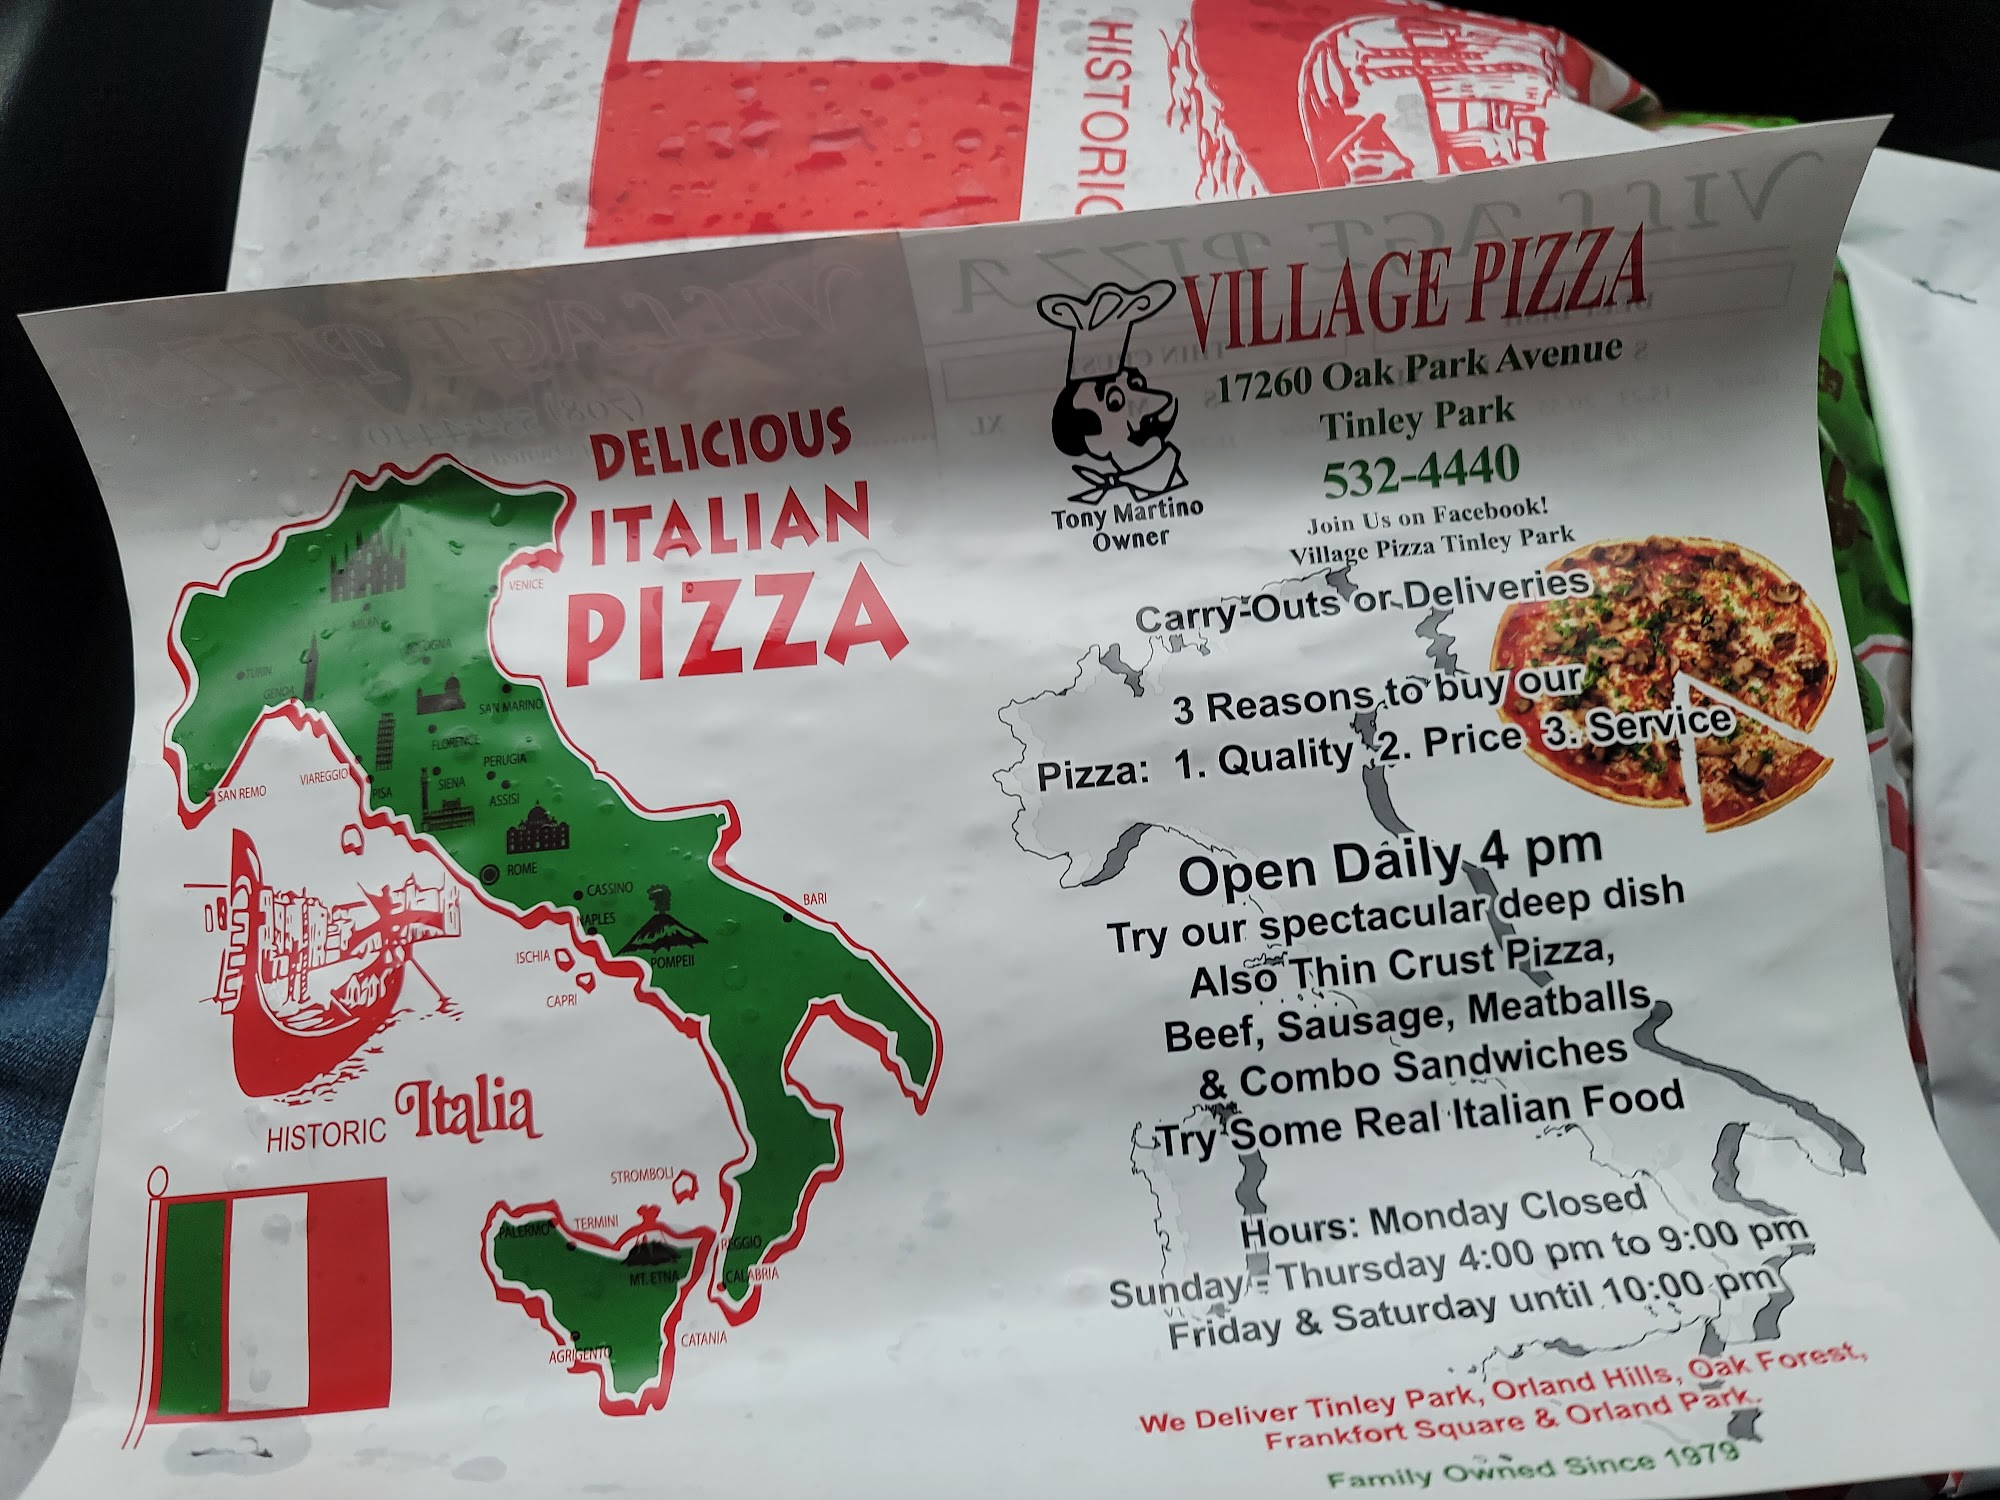 HISTORIC
DELICIOUS
ITALIAN
PIZZA
VENICE
MILAN
BOLOGNA
TURIN
GENOA
SAN MARINO
FLORENCE
PERUGIA
VIAREGGIO
SIENA
PISA
ASSISI
SAN REMO
ROME
CASSINO
BARI
NAPLES
ISCHIA
POMPEII
CAPRI
HISTORIC Italia
STROMBOLI
PALERMO
TERMINI
REGGIO
MT. ETNA
CALABRIA
CATANIA
AGRIGENTO
VILLAGE PIZZA
17260 Oak Park Avenue
Tinley Park
532-4440
Tony Martino
Owner
Join Us on Facebook!
Village Pizza Tinley Park
Carry-Outs or Deliveries
3 Reasons to buy our
Pizza: 1. Quality 2. Price 3. Service
Open Daily 4 pm
Try our spectacular deep dish
Also Thin Crust Pizza,
Beef, Sausage, Meatballs
& Combo Sandwiches
Try Some Real Italian Food
Hours: Monday Closed
Sunday - Thursday 4:00 pm to 9:00 pm
Friday & Saturday until 10:00 pm
We Deliver Tinley Park, Orland Hills, Oak Forest,
Frankfort Square & Orland Park.
Family Owned Since 1979